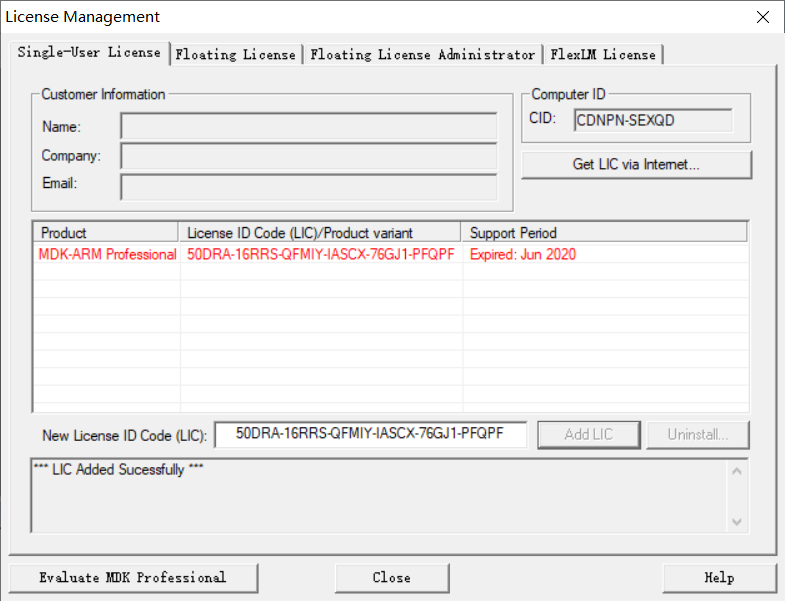 License Management
Single-User License Floating License Floating License Administrator FlexLM License
Customer Information
Name:
Company:
Email:
Computer ID
CID: CDNPN-SEXQD
Get LIC via Internet...
Product License ID Code (LIC)/Product variant Support Period
MDK-ARM Professional 50DRA-16RRS-QFMIY-IASCX-76GJ1-PFQPF Expired: Jun 2020
New License ID Code (LIC): 50DRA-16RRS-QFMIY-IASCX-76GJ1-PFQPF Add LIC Uninstall...
*** LIC Added Sucessfully ***
Evaluate MDK Professional Close Help